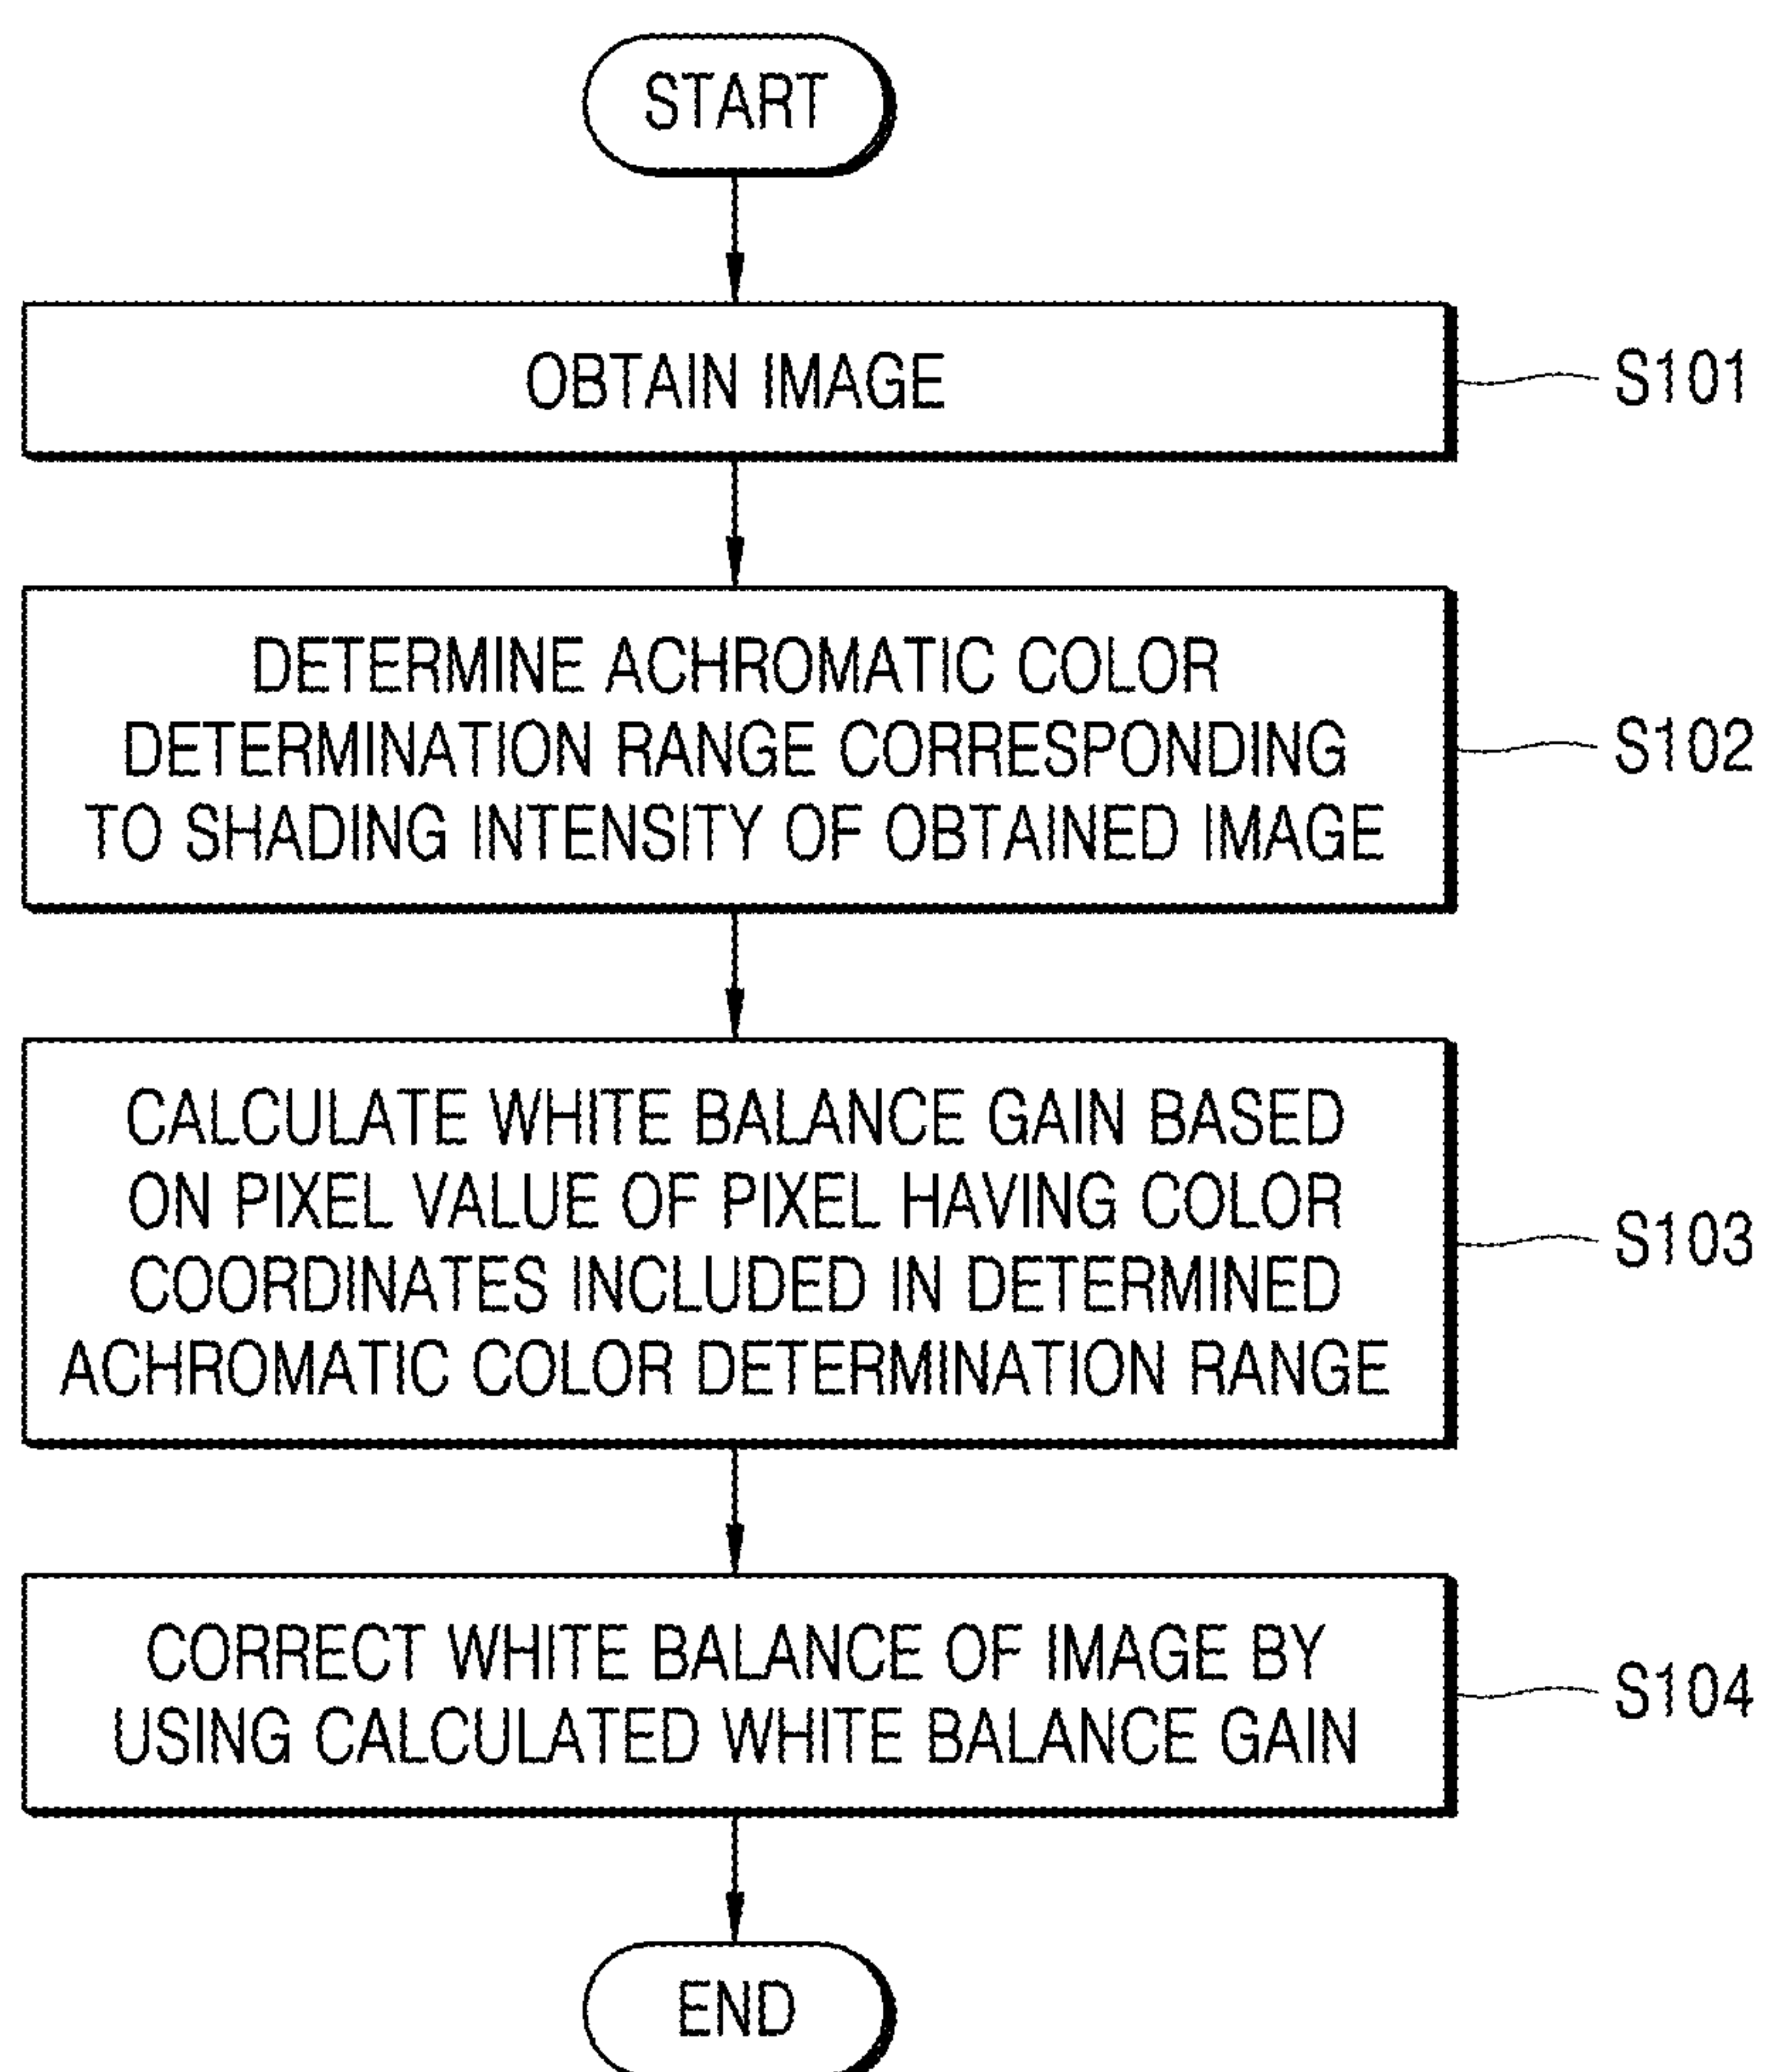 START
OBTAIN IMAGE
S101
DETERMINE ACHROMATIC COLOR
DETERMINATION RANGE CORRESPONDING
TO SHADING INTENSITY OF OBTAINED IMAGE
S102
CALCULATE WHITE BALANCE GAIN BASED
ON PIXEL VALUE OF PIXEL HAVING COLOR
COORDINATES INCLUDED IN DETERMINED
ACHROMATIC COLOR DETERMINATION RANGE
S103
CORRECT WHITE BALANCE OF IMAGE BY
USING CALCULATED WHITE BALANCE GAIN
S104
END